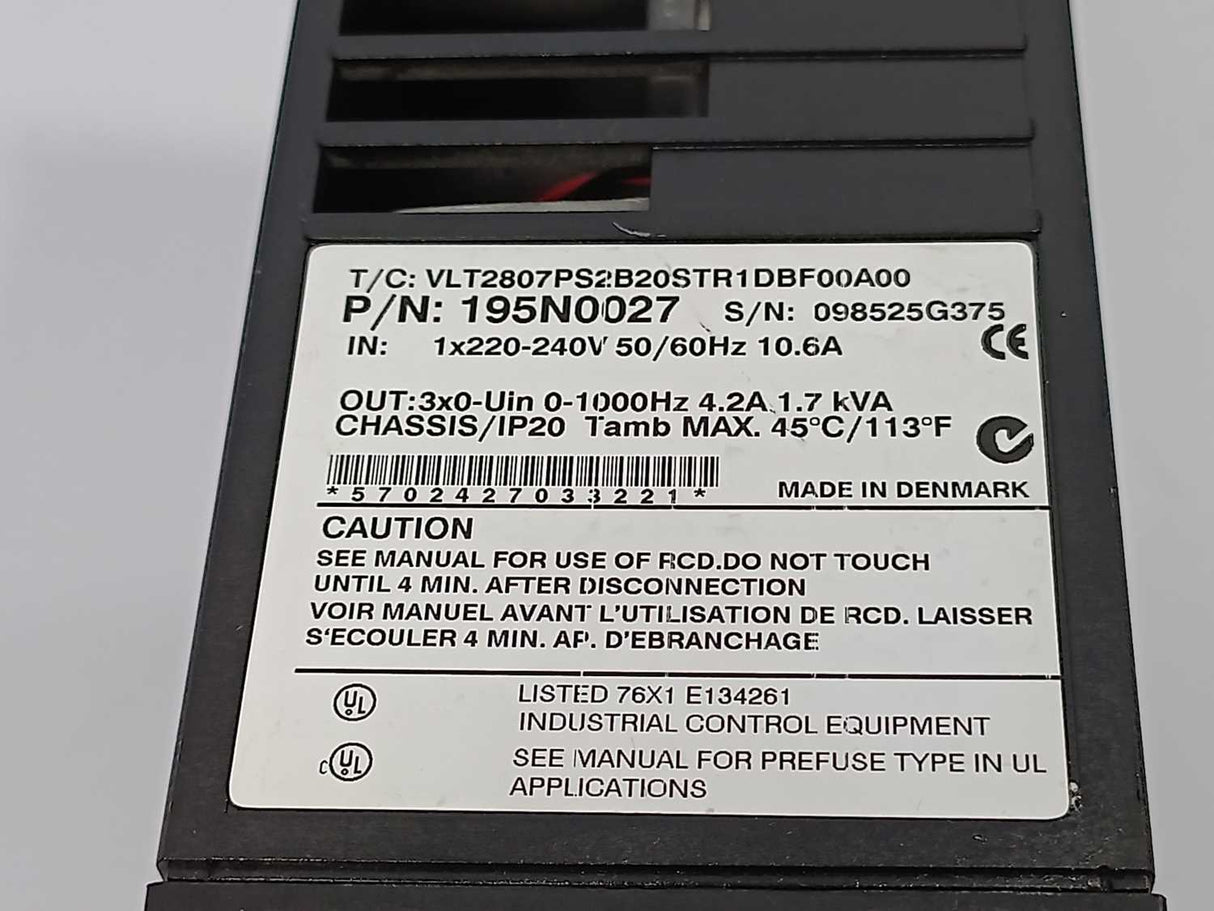 T/C: VLT2807PS2B20STR1DBF00A00
P/N: 195N0027 S/N: 098525G375
IN: 1x220-240V 50/60Hz 10.6A
CE
OUT:3x0-Uin 0-1000Hz 4.2A 1.7 kVA
CHASSIS/IP20 Tamb MAX. 45°C/113°F
*5702427033221* MADE IN DENMARK
CAUTION
SEE MANUAL FOR USE OF RCD.DO NOT TOUCH
UNTIL 4 MIN. AFTER DISCONNECTION
VOIR MANUEL AVANT L'UTILISATION DE RCD. LAISSER
S'ECOULER 4 MIN. AP. D'EBRANCHAGE
UL LISTED 76X1 E134261
INDUSTRIAL CONTROL EQUIPMENT
c UL SEE MANUAL FOR PREFUSE TYPE IN UL
APPLICATIONS